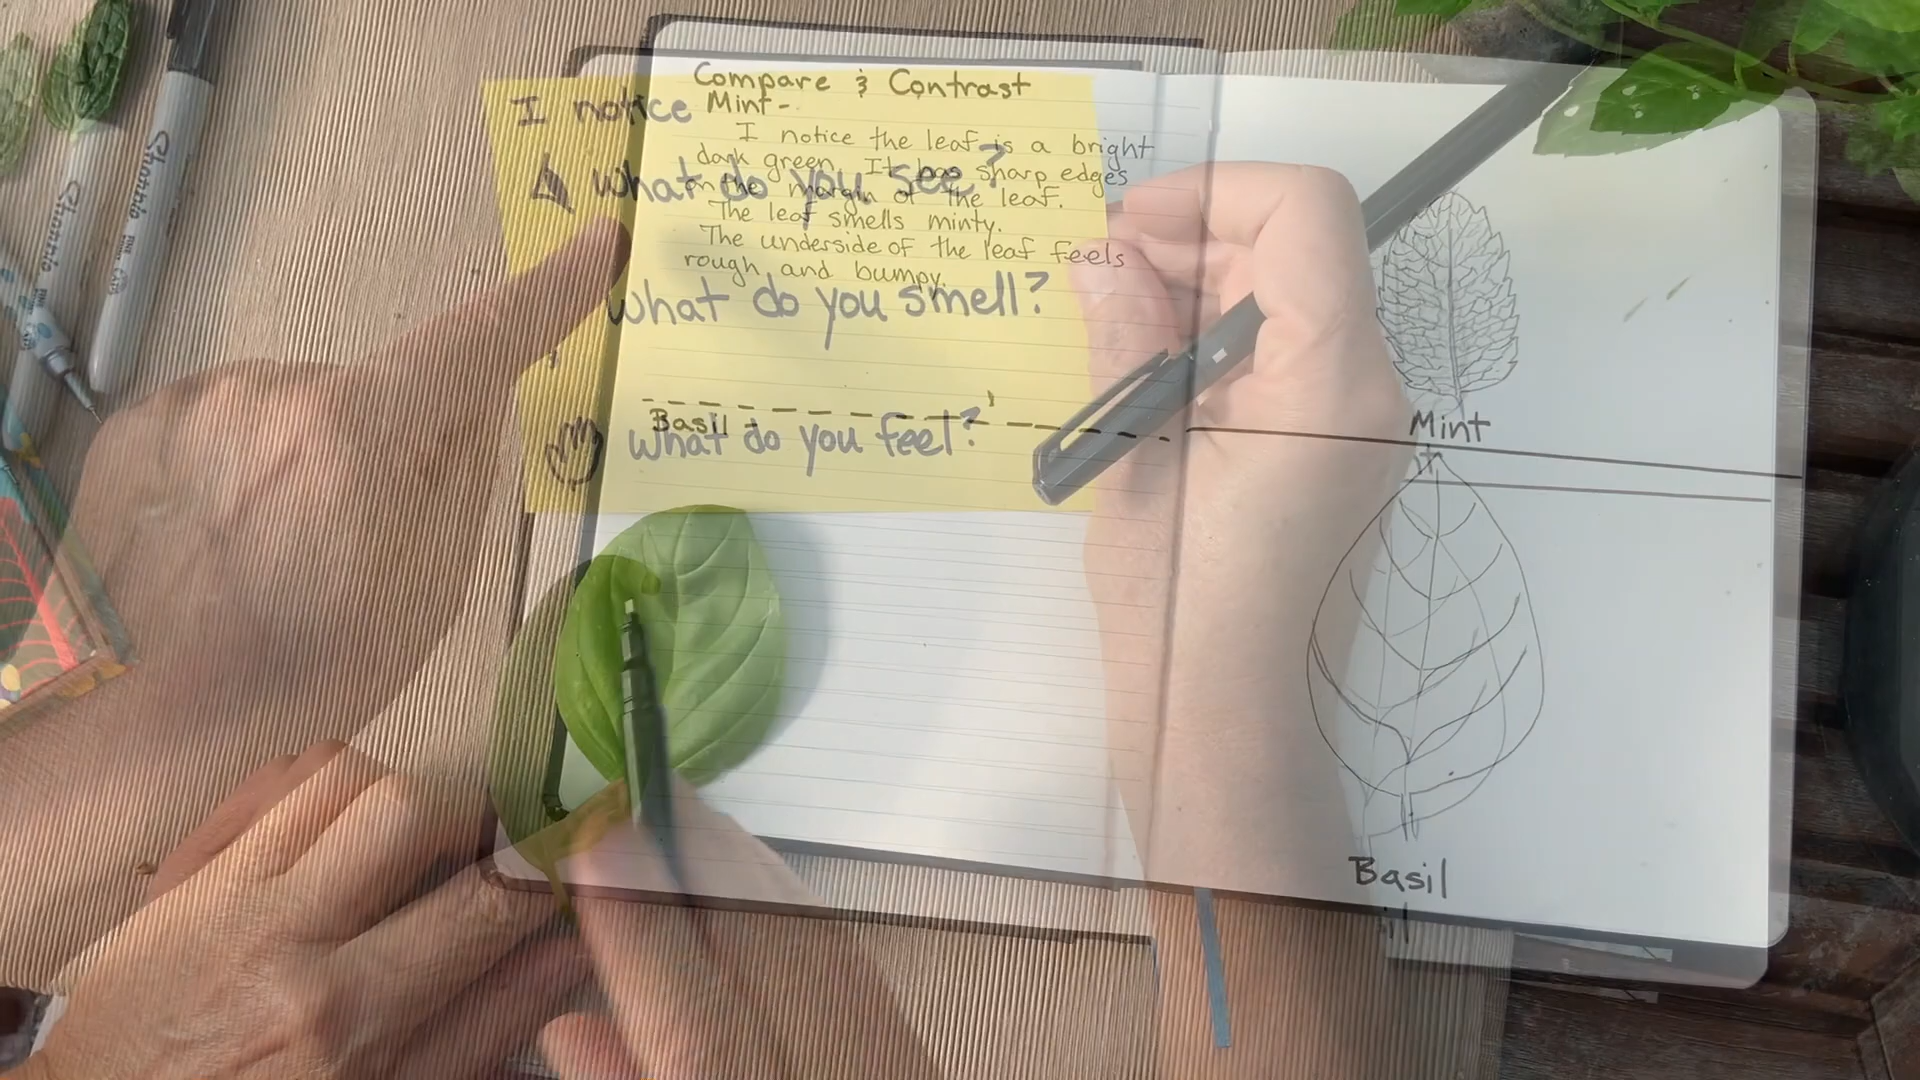 Compare & Contrast
Mint -
I notice the leaf is a bright
dark green. It has sharp edges
on the margin of the leaf.
The leaf smells minty.
The underside of the leaf feels
rough and bumpy.
Basil -
I notice
What do you see?
What do you smell?
What do you feel?
Mint
Basil
Sharpie
Sharpie